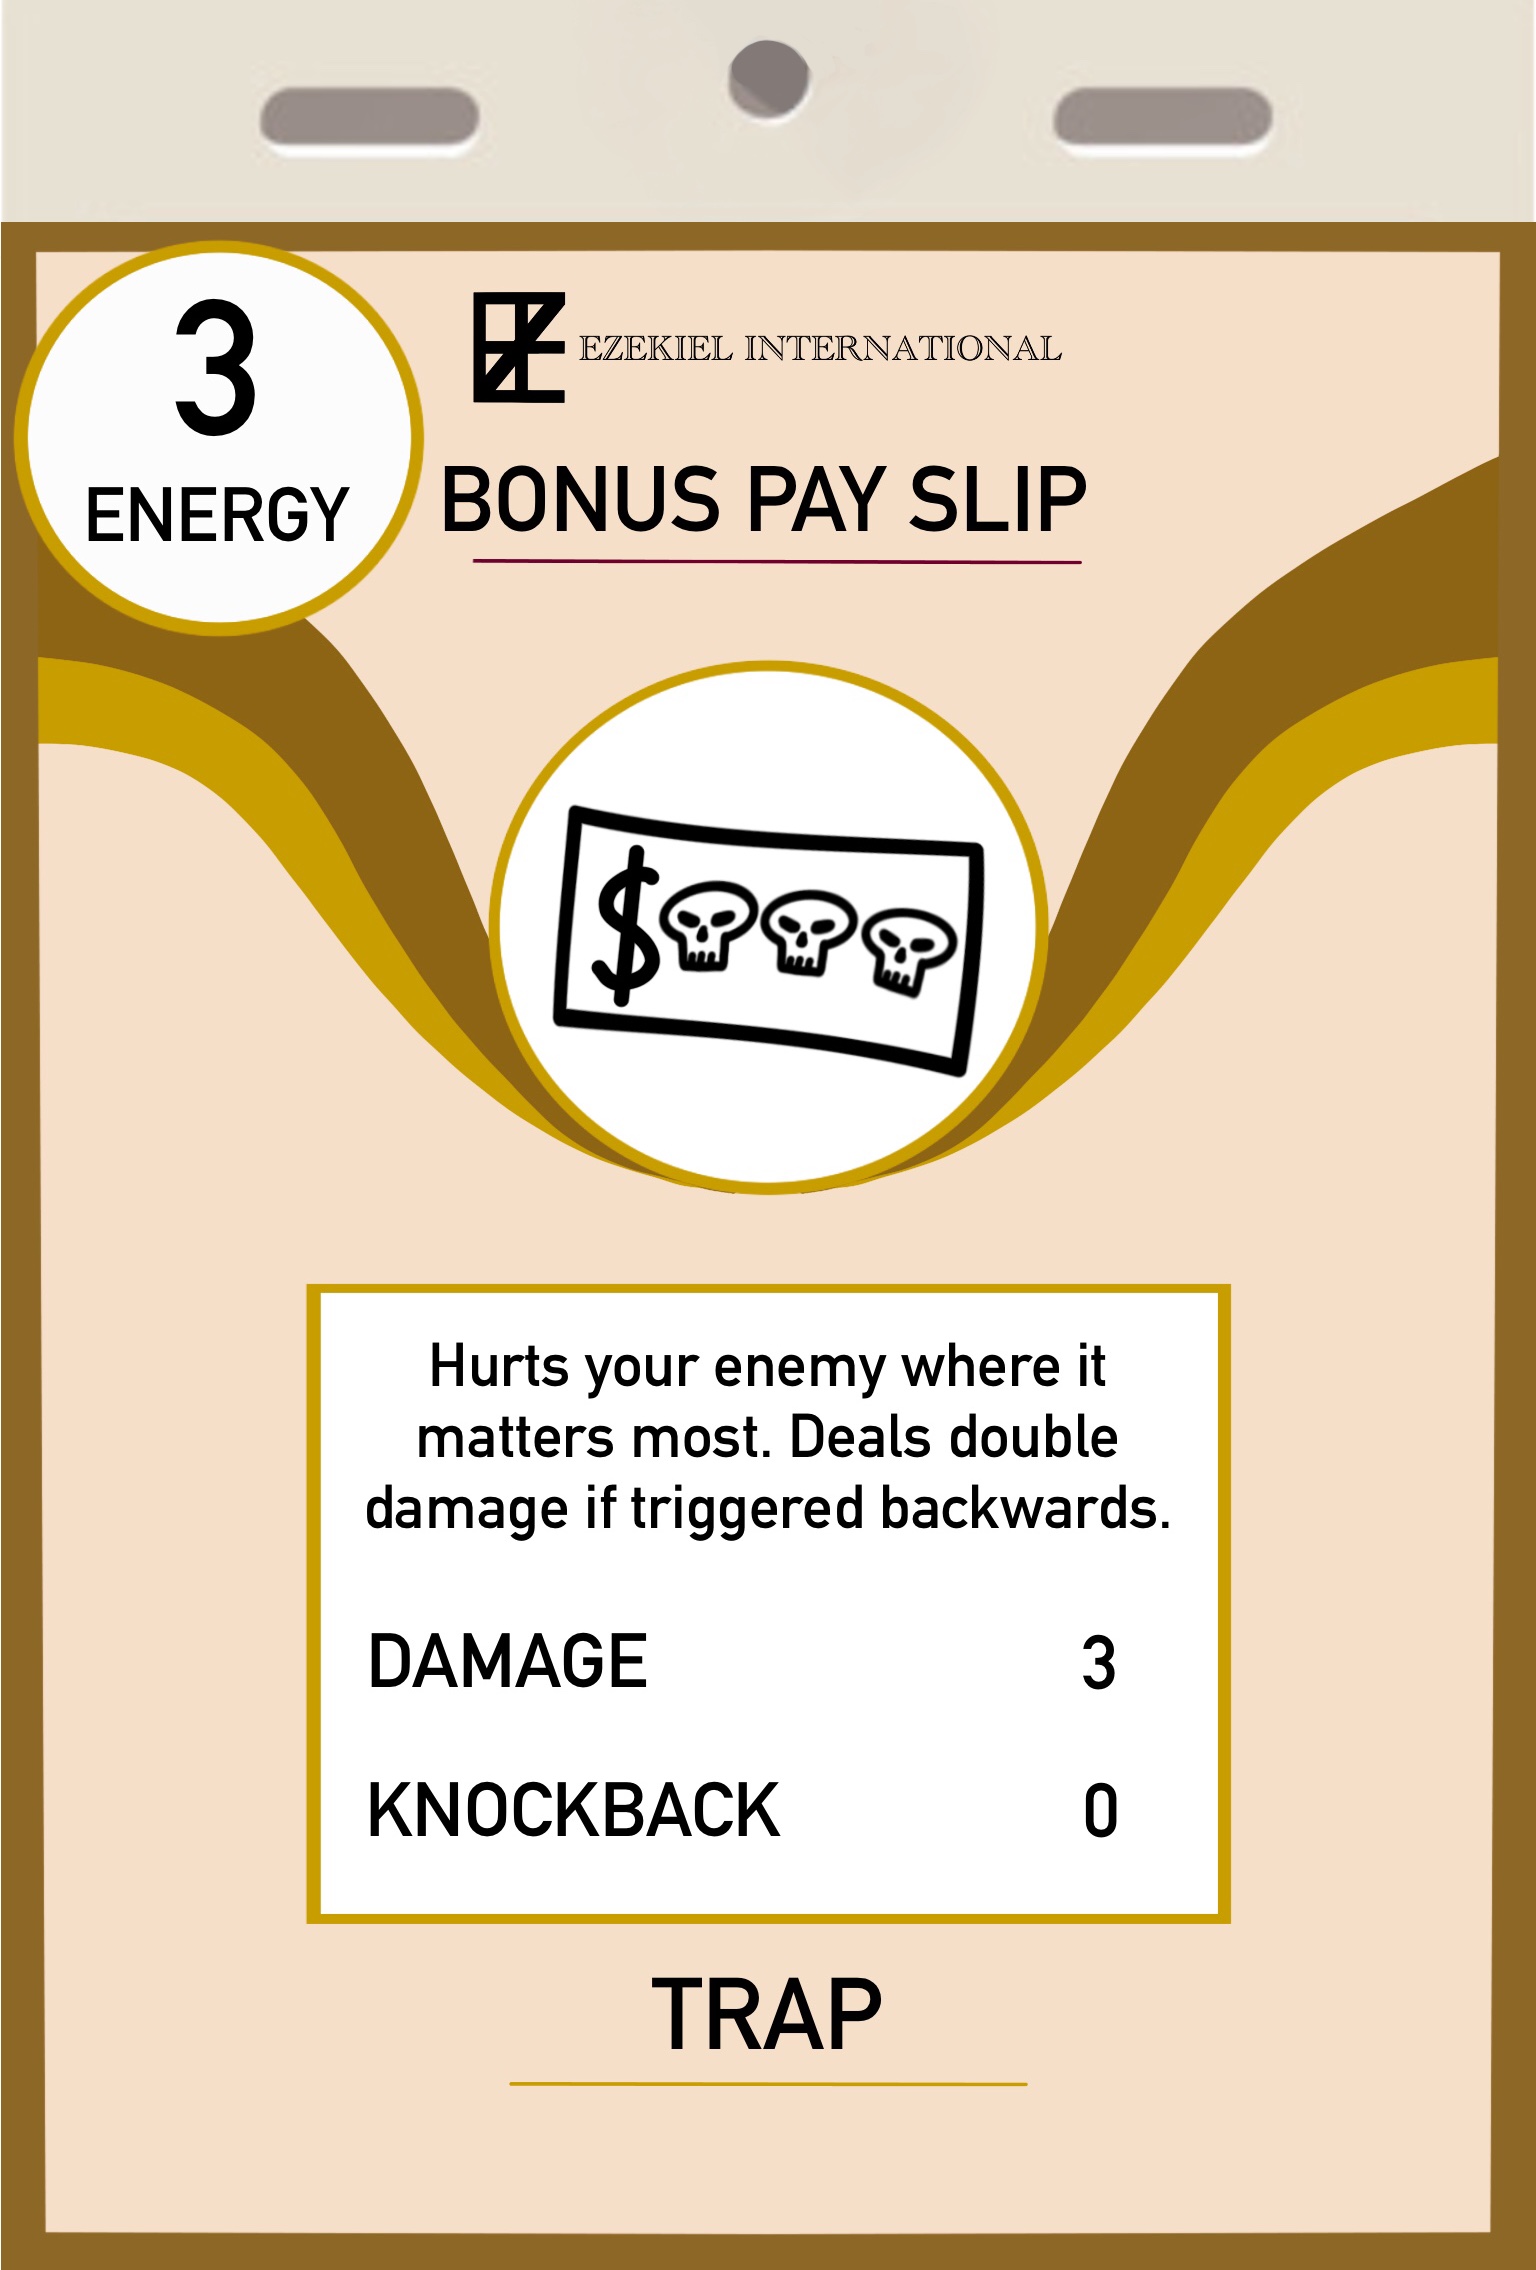 3
ENERGY
EZ EZEKIEL INTERNATIONAL
BONUS PAY SLIP
$
Hurts your enemy where it
matters most. Deals double
damage if triggered backwards.
DAMAGE 3
KNOCKBACK 0
TRAP